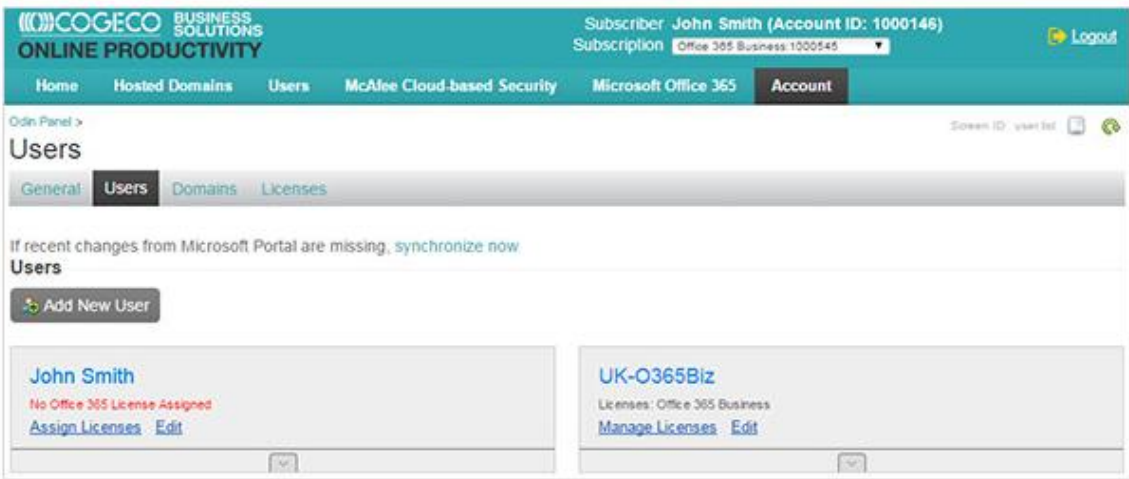 COGECO BUSINESS SOLUTIONS
ONLINE PRODUCTIVITY
Subscriber John Smith (Account ID: 1000146)
Subscription Office 365 Business:1000545
Logout
Home Hosted Domains Users McAfee Cloud-based Security Microsoft Office 365 Account
Odin Panel >
Screen ID: user list
Users
General Users Domains Licenses
If recent changes from Microsoft Portal are missing, synchronize now
Users
Add New User
John Smith
No Office 365 License Assigned
Assign Licenses Edit
UK-O365Biz
Licenses: Office 365 Business
Manage Licenses Edit